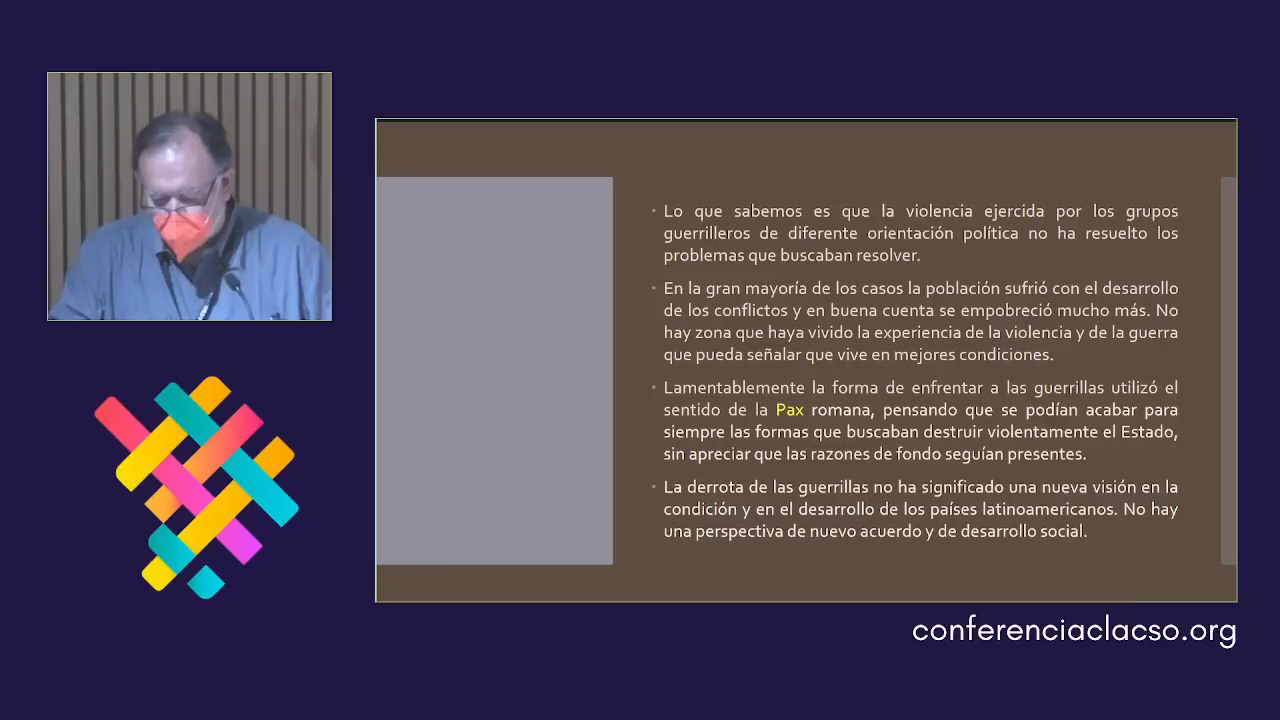 Lo que sabemos es que la violencia ejercida por los grupos
guerrilleros de diferente orientación política no ha resuelto los
problemas que buscaban resolver.
En la gran mayoría de los casos la población sufrió con el desarrollo
de los conflictos y en buena cuenta se empobreció mucho más. No
hay zona que haya vivido la experiencia de la violencia y de la guerra
que pueda señalar que vive en mejores condiciones.
Lamentablemente la forma de enfrentar a las guerrillas utilizó el
sentido de la Pax romana, pensando que se podían acabar para
siempre las formas que buscaban destruir violentamente el Estado,
sin apreciar que las razones de fondo seguían presentes.
La derrota de las guerrillas no ha significado una nueva visión en la
condición y en el desarrollo de los países latinoamericanos. No hay
una perspectiva de nuevo acuerdo y de desarrollo social.
conferenciaclacso.org